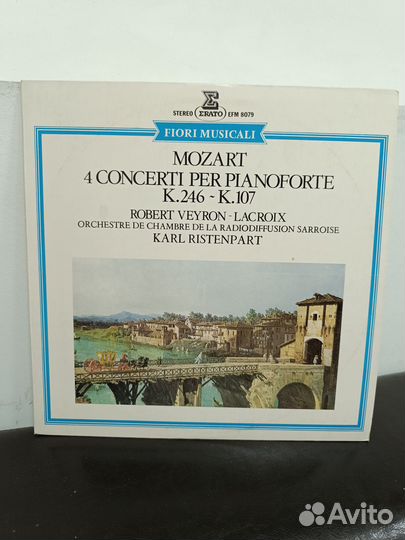 STEREO ERATO EFM 8079
FIORI MUSICALI
MOZART
4 CONCERTI PER PIANOFORTE
K.246 - K.107
ROBERT VEYRON - LACROIX
ORCHESTRE DE CHAMBRE DE LA RADIODIFFUSION SARROISE
KARL RISTENPART
Avito